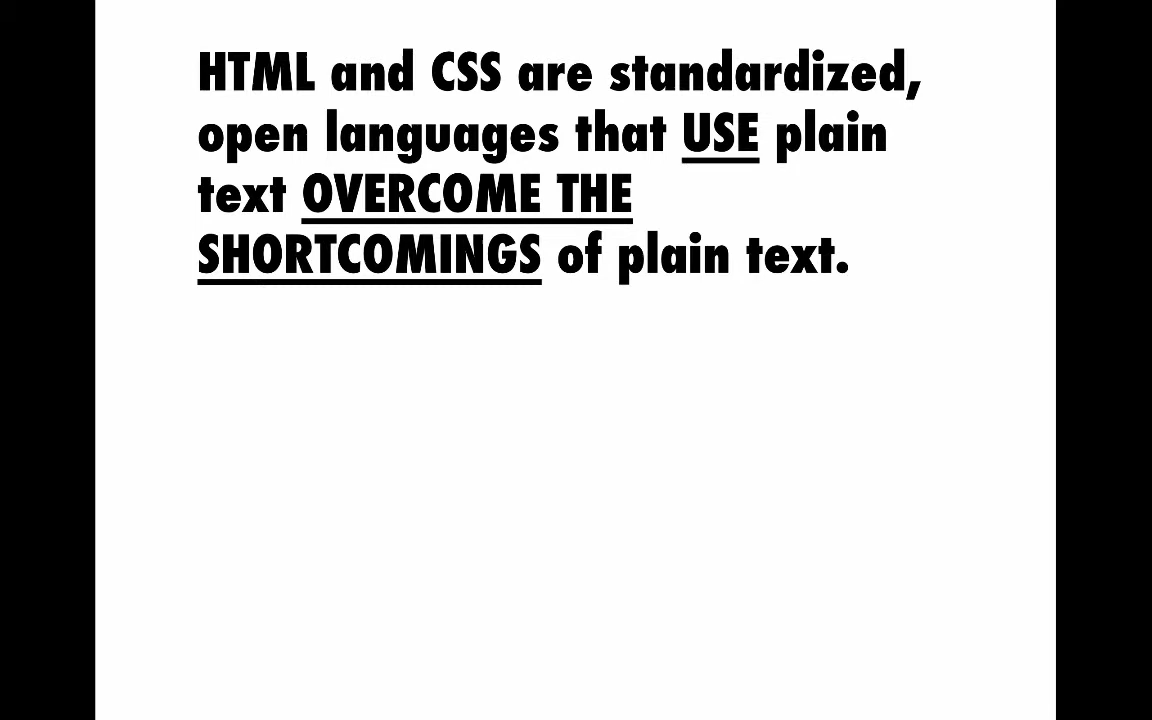 HTML and CSS are standardized,
open languages that USE plain
text OVERCOME THE
SHORTCOMINGS of plain text.